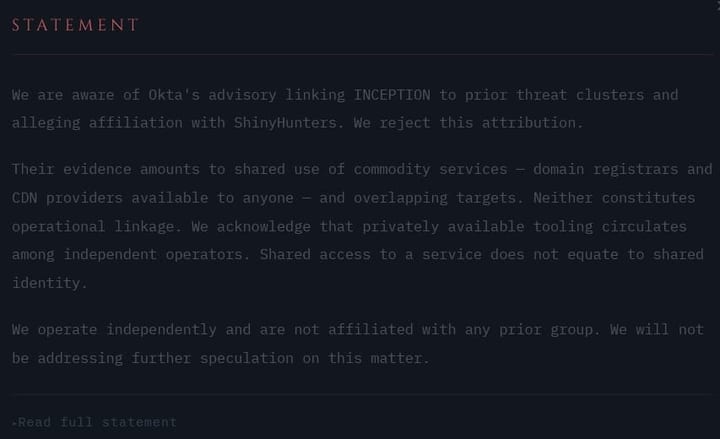 STATEMENT
We are aware of Okta's advisory linking INCEPTION to prior threat clusters and
alleging affiliation with ShinyHunters. We reject this attribution.
Their evidence amounts to shared use of commodity services — domain registrars and
CDN providers available to anyone — and overlapping targets. Neither constitutes
operational linkage. We acknowledge that privately available tooling circulates
among independent operators. Shared access to a service does not equate to shared
identity.
We operate independently and are not affiliated with any prior group. We will not
be addressing further speculation on this matter.
▸Read full statement